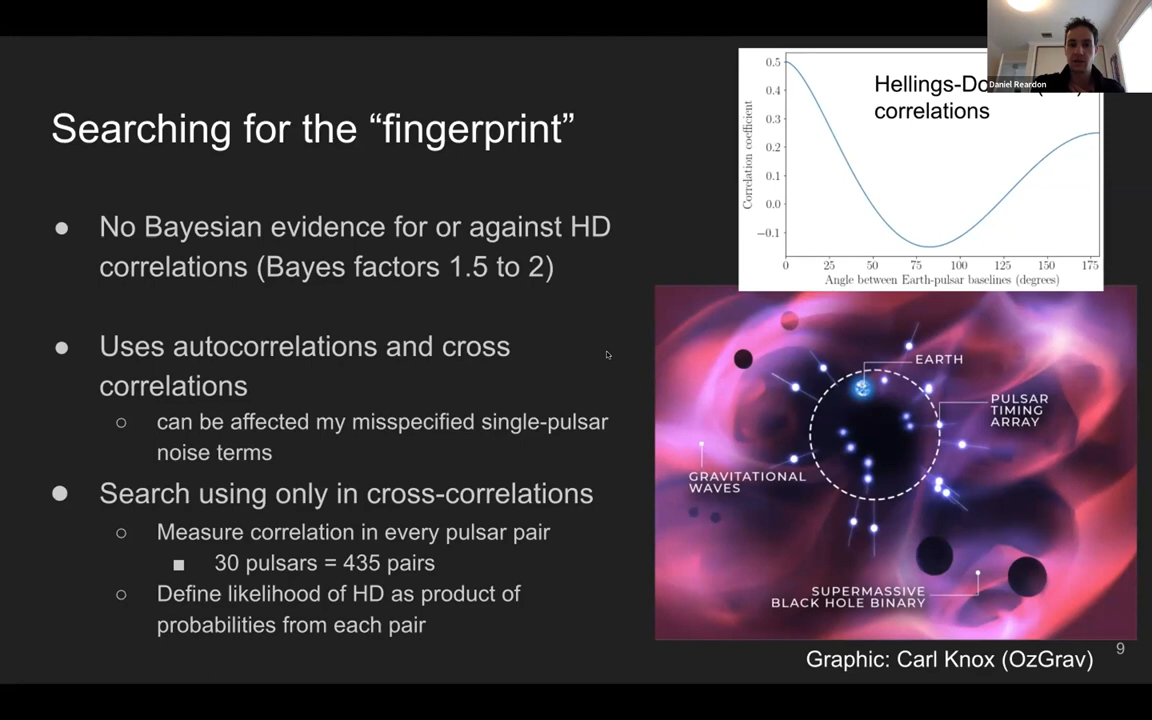 Searching for the “fingerprint”
● No Bayesian evidence for or against HD
correlations (Bayes factors 1.5 to 2)
● Uses autocorrelations and cross
correlations
○ can be affected my misspecified single-pulsar
noise terms
● Search using only in cross-correlations
○ Measure correlation in every pulsar pair
■ 30 pulsars = 435 pairs
○ Define likelihood of HD as product of
probabilities from each pair
Daniel Reardon
correlations
Correlation coefficient
0.5
0.4
0.3
0.2
0.1
0.0
−0.1
0 25 50 75 100 125 150 175
Angle between Earth-pulsar baselines (degrees)
EARTH
PULSAR
TIMING
ARRAY
GRAVITATIONAL
WAVES
SUPERMASSIVE
BLACK HOLE BINARY
Graphic: Carl Knox (OzGrav)
9